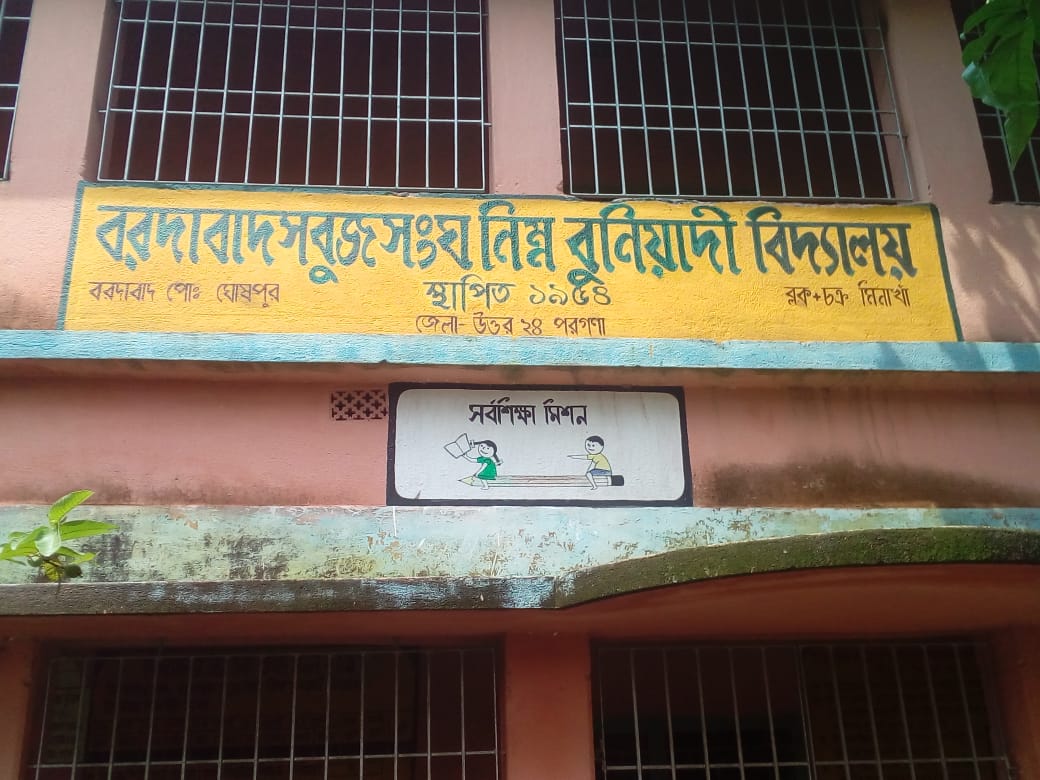 বরদাবাদ সবুজ সংঘ নিম্ন বুনিয়াদী বিদ্যালয়
বরদাবাদ পোঃ ঘোষপুর স্থাপিত ১৯৫৪ ব্লক+চক্র মিনাখাঁ
জেলা- উত্তর ২৪ পরগণা
সর্বশিক্ষা মিশন